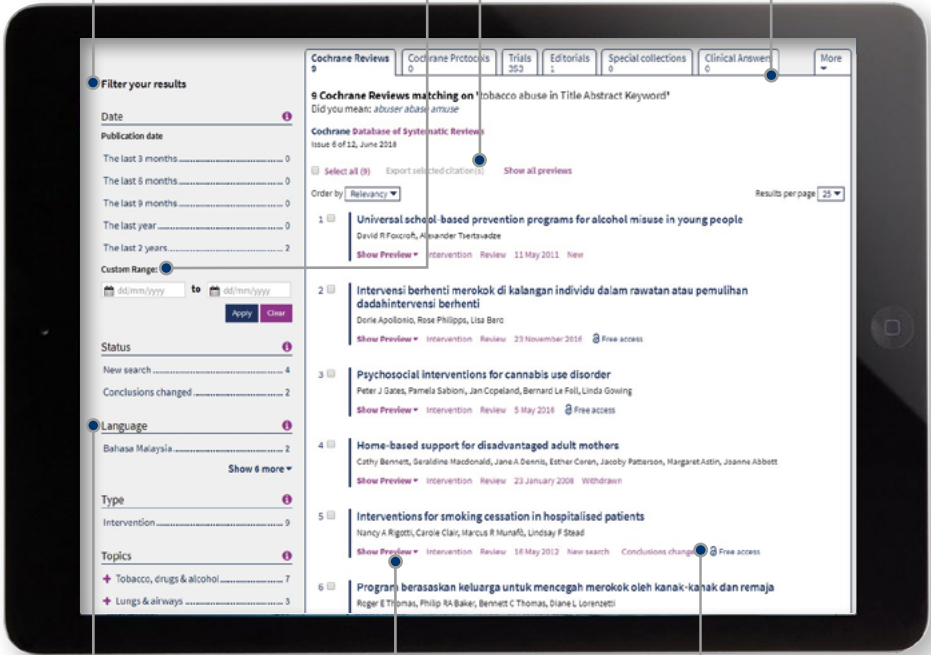 Filter your results
Date
Publication date
The last 3 months 0
The last 6 months 0
The last 9 months 0
The last year 0
The last 2 years 2
Custom Range:
dd/mm/yyyy to dd/mm/yyyy
Apply Clear
Status
New search 4
Conclusions changed 2
Language
Bahasa Malaysia 2
Show 6 more
Type
Intervention 9
Topics
Tobacco, drugs & alcohol 7
Lungs & airways 3
Cochrane Reviews Cochrane Protocols Trials Editorials Special collections Clinical Answers More
9 0 353 1 0 0
9 Cochrane Reviews matching on "tobacco abuse in Title Abstract Keyword"
Did you mean: abuser abase amuse
Cochrane Database of Systematic Reviews
Issue 6 of 12, June 2018
Select all (9) Export selected citation(s) Show all previews
Order by Relevancy Results per page 25
1 Universal school-based prevention programs for alcohol misuse in young people
David R Foxcroft, Alexander Tsertsvadze
Show Preview Intervention Review 11 May 2011 New
2 Intervensi berhenti merokok di kalangan individu dalam rawatan atau pemulihan
dadahintervensi berhenti
Dorie Apollonio, Rose Philipps, Lisa Bero
Show Preview Intervention Review 23 November 2016 Free access
3 Psychosocial interventions for cannabis use disorder
Peter J Gates, Pamela Sabioni, Jan Copeland, Bernard Le Foll, Linda Gowing
Show Preview Intervention Review 5 May 2016 Free access
4 Home-based support for disadvantaged adult mothers
Cathy Bennett, Geraldine Macdonald, Jane A Dennis, Esther Coren, Jacoby Patterson, Margaret Astin, Joanne Abbott
Show Preview Intervention Review 23 January 2008 Withdrawn
5 Interventions for smoking cessation in hospitalised patients
Nancy A Rigotti, Carole Clair, Marcus R Munafò, Lindsay F Stead
Show Preview Intervention Review 16 May 2012 New search Conclusions changed Free access
6 Program berasaskan keluarga untuk mencegah merokok oleh kanak-kanak dan remaja
Roger E Thomas, Philip RA Baker, Bennett C Thomas, Diane L Lorenzetti